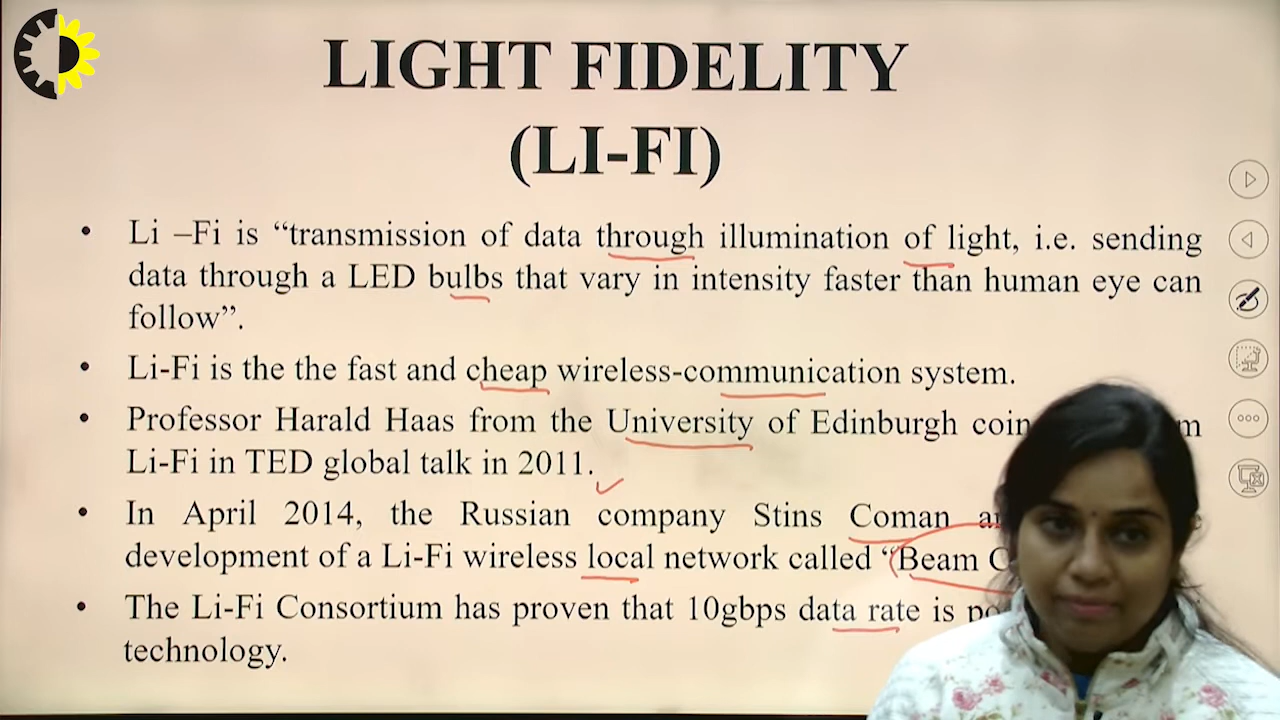 LIGHT FIDELITY
(LI-FI)
• Li –Fi is “transmission of data through illumination of light, i.e. sending
data through a LED bulbs that vary in intensity faster than human eye can
follow”.
• Li-Fi is the the fast and cheap wireless-communication system.
• Professor Harald Haas from the University of Edinburgh
Li-Fi in TED global talk in 2011.
• In April 2014, the Russian company Stins Coman
development of a Li-Fi wireless local network called “Beam
• The Li-Fi Consortium has proven that 10gbps data rate is
technology.